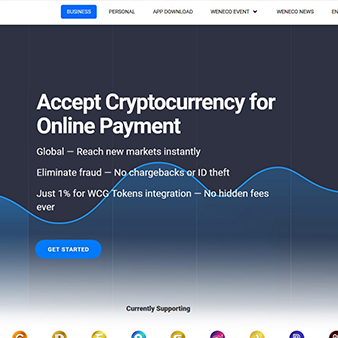 BUSINESS PERSONAL APP DOWNLOAD WENECO EVENT WENECO NEWS EN
Accept Cryptocurrency for
Online Payment
Global — Reach new markets instantly
Eliminate fraud — No chargebacks or ID theft
Just 1% for WCG Tokens integration — No hidden fees
ever
GET STARTED
Currently Supporting